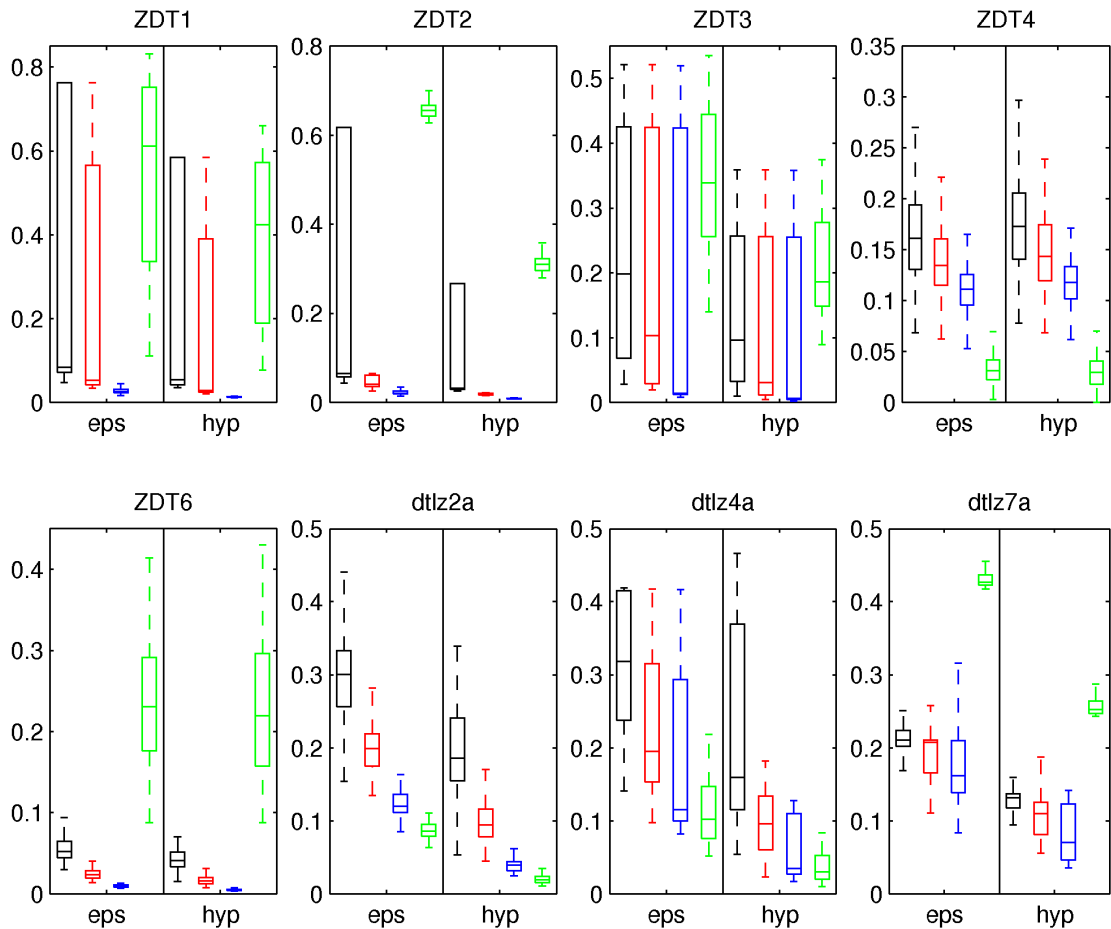 ZDT1 ZDT2 ZDT3 ZDT4
0.8 0.8 0.5 0.35
0.6 0.6 0.4 0.3
0.4 0.4 0.3 0.25
0.2 0.2 0.2 0.2
0 0 0.1 0.15
0 0.1
0.05
0
eps hyp eps hyp eps hyp eps hyp
ZDT6 dtlz2a dtlz4a dtlz7a
0.4 0.5 0.5 0.5
0.3 0.4 0.4 0.4
0.2 0.3 0.3 0.3
0.1 0.2 0.2 0.2
0 0.1 0.1 0.1
0 0 0
eps hyp eps hyp eps hyp eps hyp